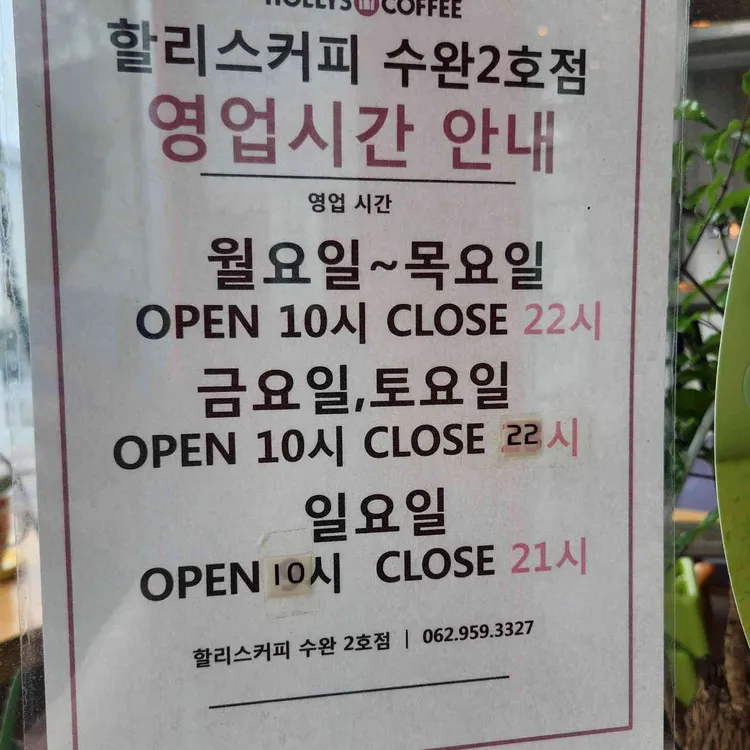 HOLLYS COFFEE
할리스커피 수완2호점
영업시간 안내
영업 시간
월요일~목요일
OPEN 10시 CLOSE 22시
금요일,토요일
OPEN 10시 CLOSE 22시
일요일
OPEN 10시 CLOSE 21시
할리스커피 수완 2호점 | 062.959.3327